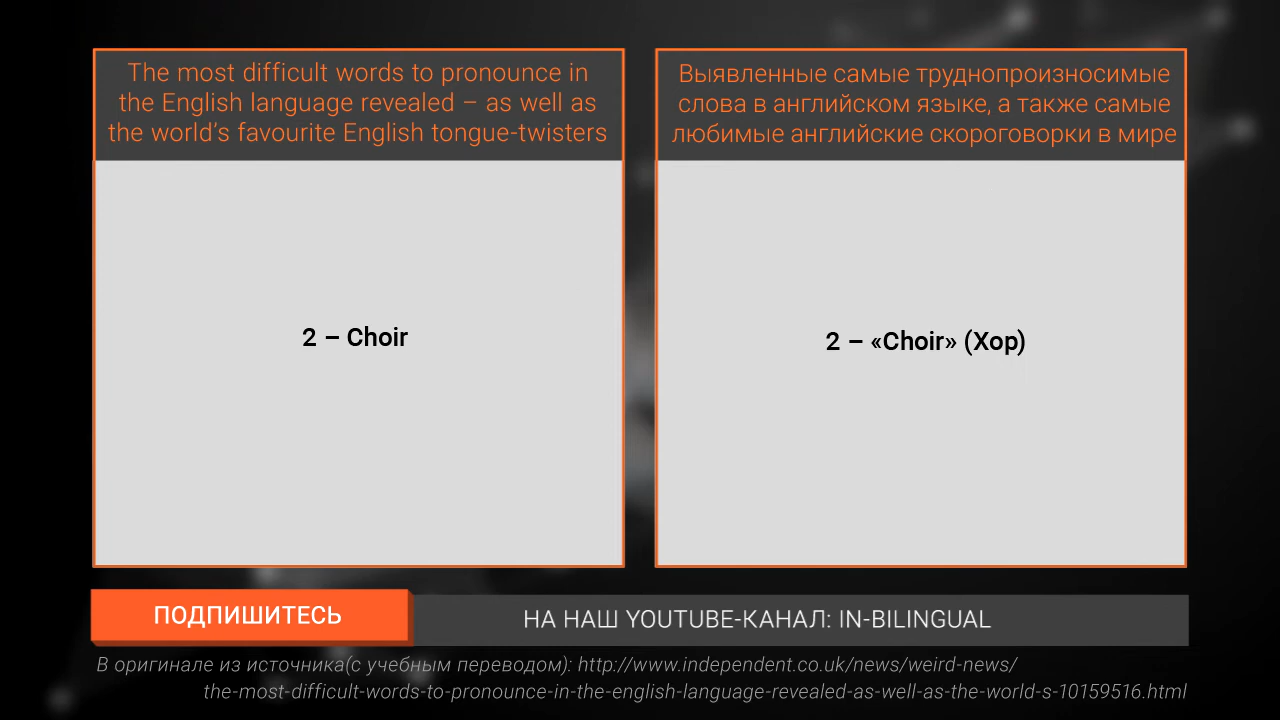 The most difficult words to pronounce in
the English language revealed – as well as
the world's favourite English tongue-twisters
2 – Choir
Выявленные самые труднопроизносимые
слова в английском языке, а также самые
любимые английские скороговорки в мире
2 – «Choir» (Хор)
ПОДПИШИТЕСЬ
НА НАШ YOUTUBE-КАНАЛ: IN-BILINGUAL
В оригинале из источника(с учебным переводом): http://www.independent.co.uk/news/weird-news/
the-most-difficult-words-to-pronounce-in-the-english-language-revealed-as-well-as-the-world-s-10159516.html